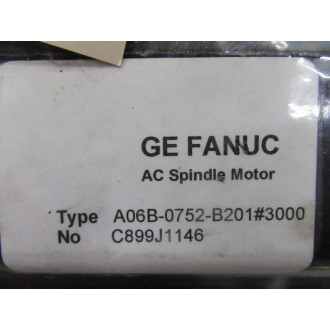 GE FANUC
AC Spindle Motor
Type A06B-0752-B201#3000
No C899J1146